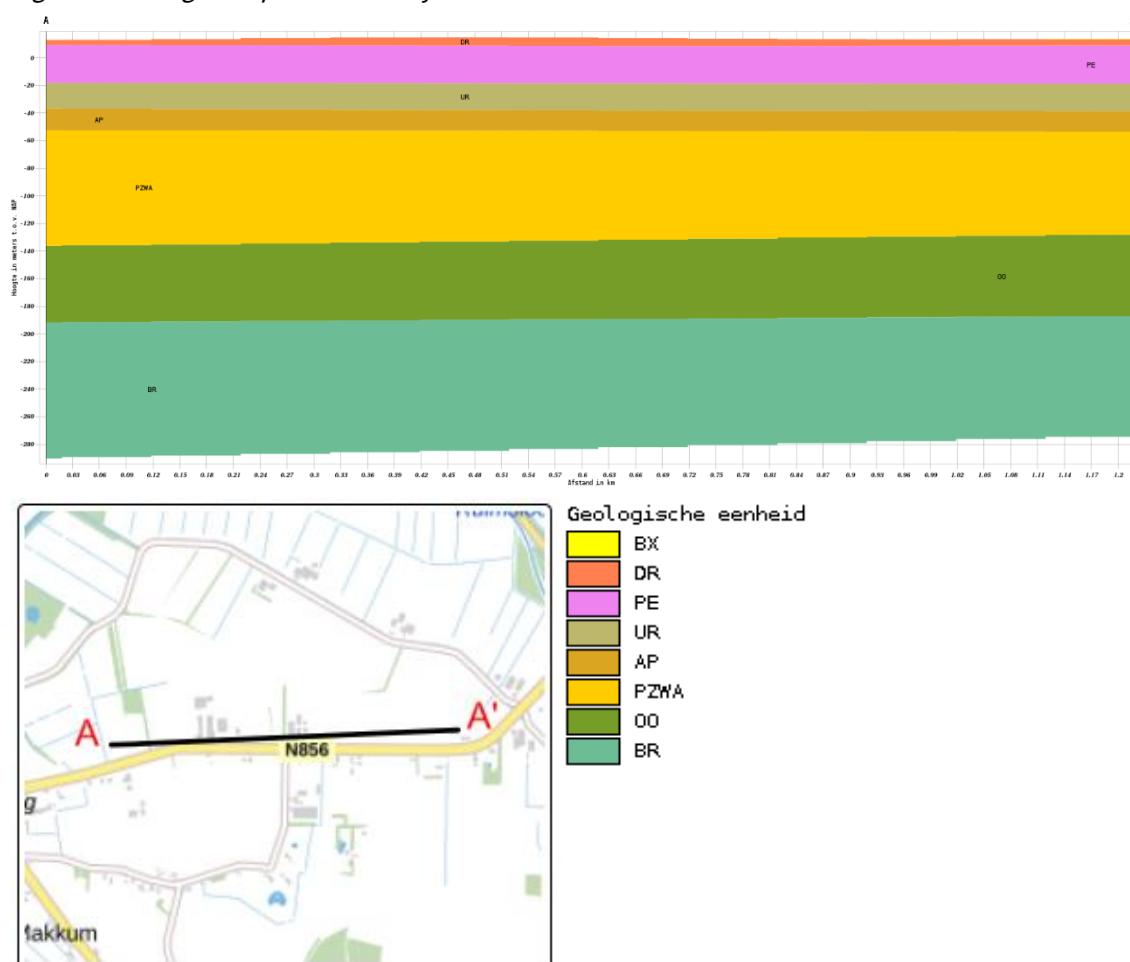 A
DR
PE
UR
AP
PZWA
OO
BR
Hoogte in meters t.o.v. NAP
0
-20
-40
-60
-80
-100
-120
-140
-160
-180
-200
-220
-240
-260
-280
0 0.03 0.06 0.09 0.12 0.15 0.18 0.21 0.24 0.27 0.3 0.33 0.36 0.39 0.42 0.45 0.48 0.51 0.54 0.57 0.6 0.63 0.66 0.69 0.72 0.75 0.78 0.81 0.84 0.87 0.9 0.93 0.96 0.99 1.02 1.05 1.08 1.11 1.14 1.17 1.2
Afstand in km
A
A'
N856
g
Geologische eenheid
BX
DR
PE
UR
AP
PZWA
OO
BR